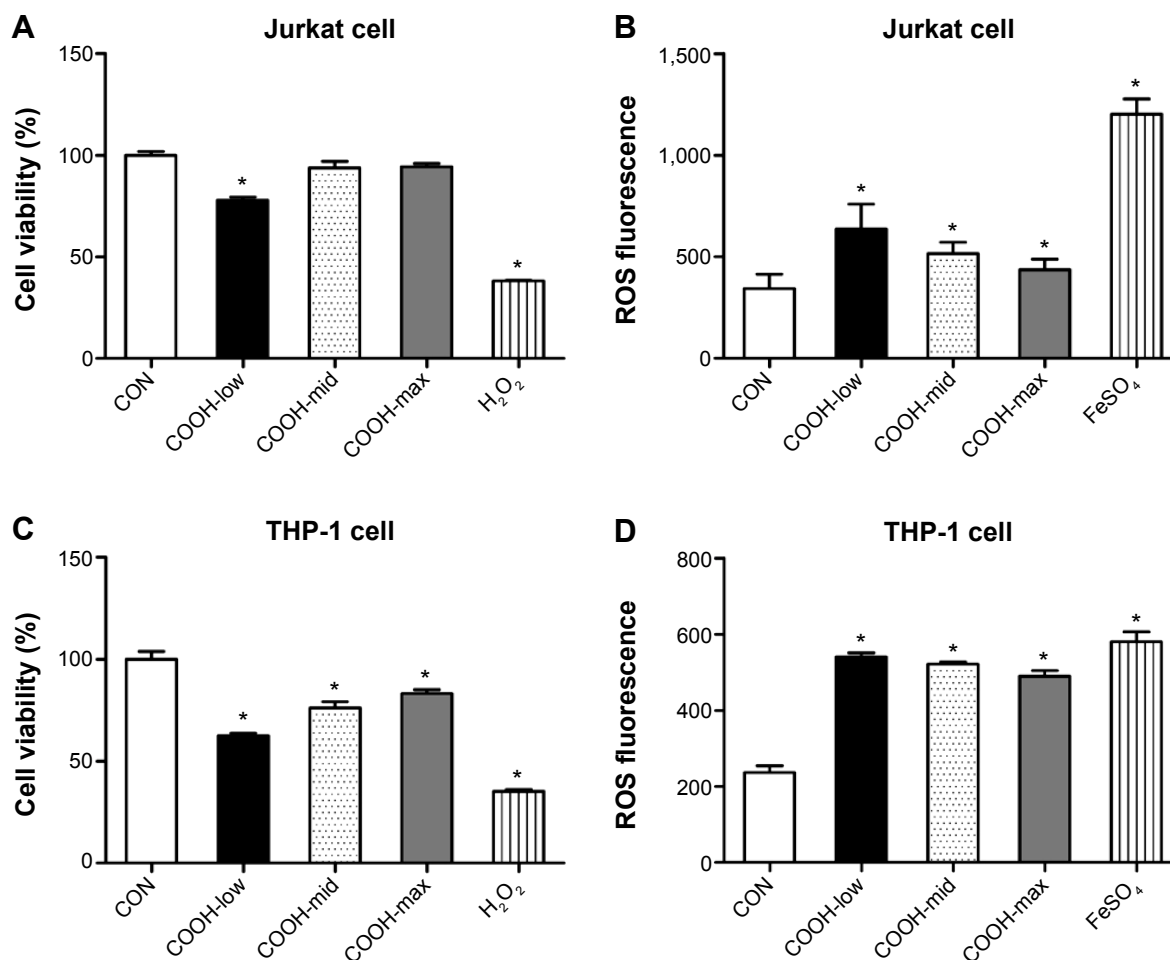 A
Jurkat cell
Cell viability (%)
150
100
50
0
*
*
CON
COOH-low
COOH-mid
COOH-max
H₂O₂
B
Jurkat cell
ROS fluorescence
1,500
1,000
500
0
*
*
*
*
CON
COOH-low
COOH-mid
COOH-max
FeSO₄
C
THP-1 cell
Cell viability (%)
150
100
50
0
*
*
*
*
CON
COOH-low
COOH-mid
COOH-max
H₂O₂
D
THP-1 cell
ROS fluorescence
800
600
400
200
0
*
*
*
*
CON
COOH-low
COOH-mid
COOH-max
FeSO₄